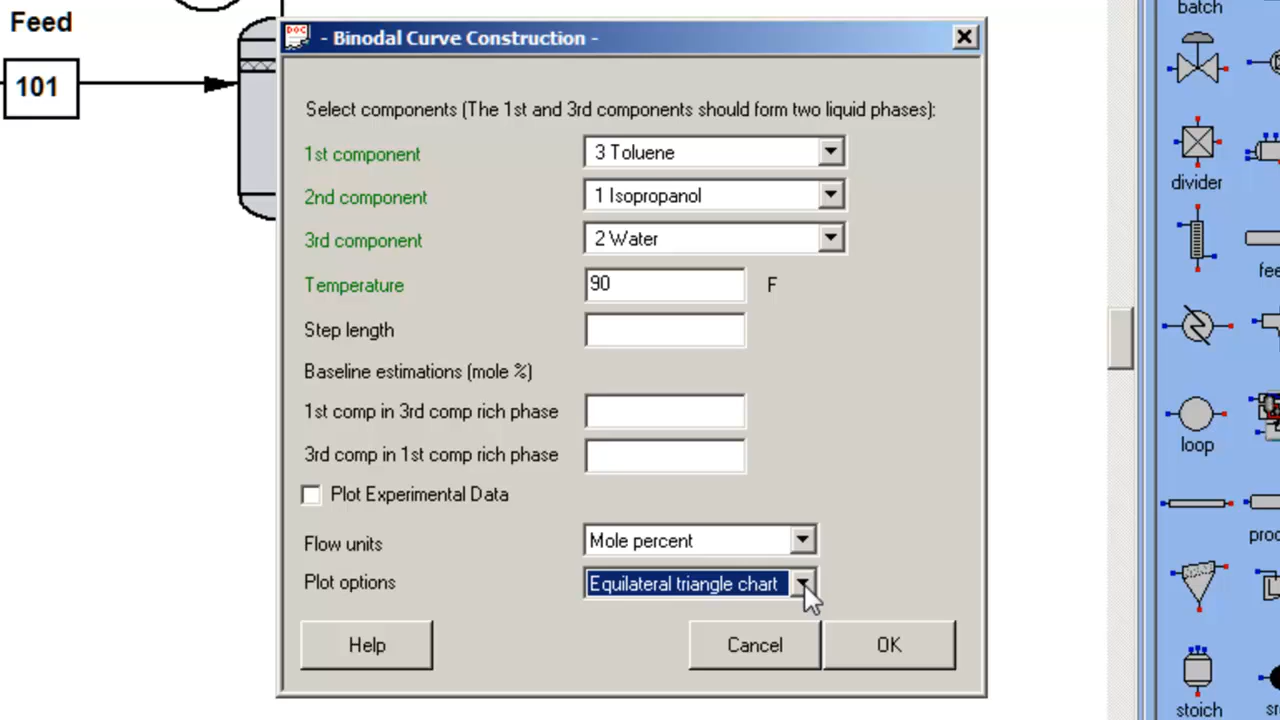 batch
Feed
DOC
- Binodal Curve Construction -
101
Select components (The 1st and 3rd components should form two liquid phases):
1st component
3 Toluene
2nd component
1 Isopropanol
divider
3rd component
2 Water
Temperature
90
F
Step length
Baseline estimations (mole %)
1st comp in 3rd comp rich phase
loop
3rd comp in 1st comp rich phase
Plot Experimental Data
Flow units
Mole percent
Plot options
Equilateral triangle chart
Help
Cancel
OK
stoich